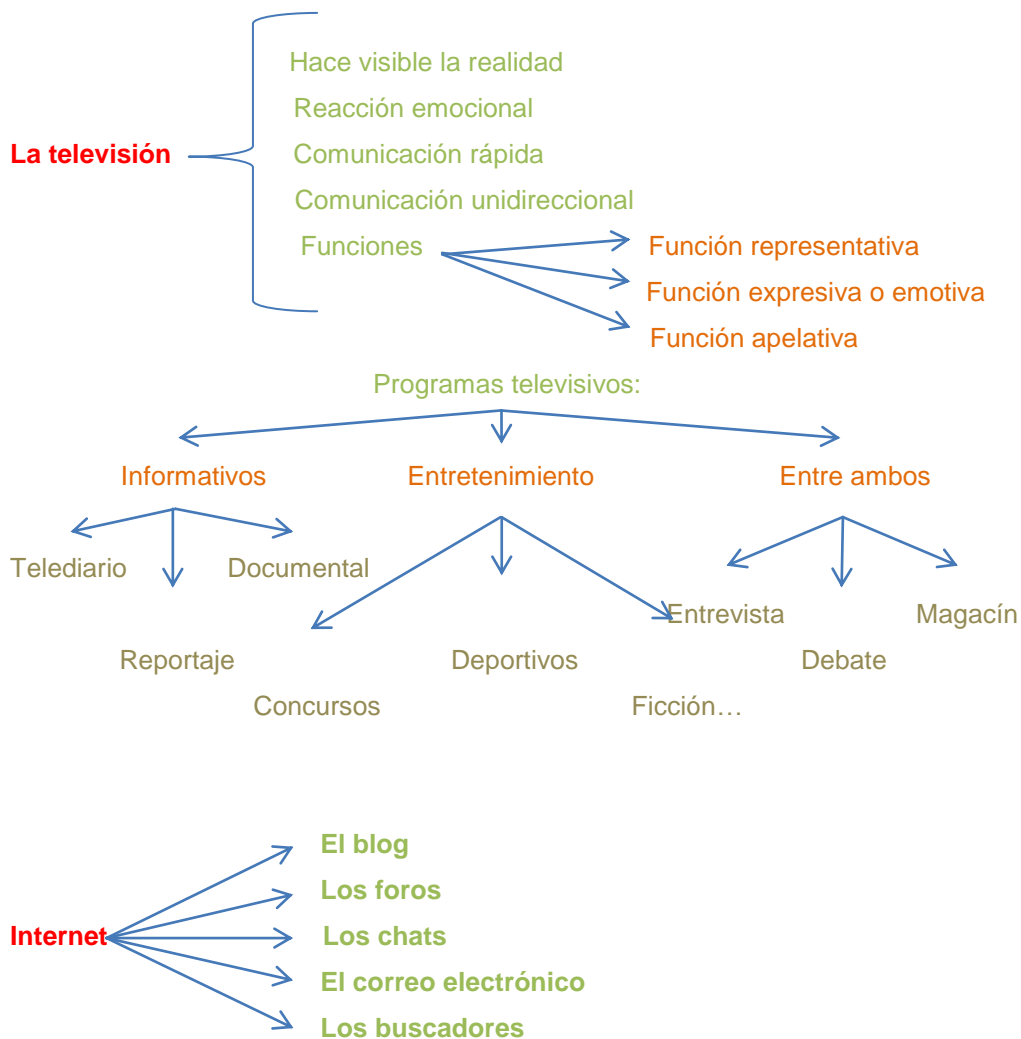 Hace visible la realidad
Reacción emocional
La televisión
Comunicación rápida
Comunicación unidireccional
Funciones
Función representativa
Función expresiva o emotiva
Función apelativa
Programas televisivos:
Informativos
Entretenimiento
Entre ambos
Telediario
Documental
Entrevista
Magacín
Reportaje
Deportivos
Debate
Concursos
Ficción…
El blog
Los foros
Internet
Los chats
El correo electrónico
Los buscadores